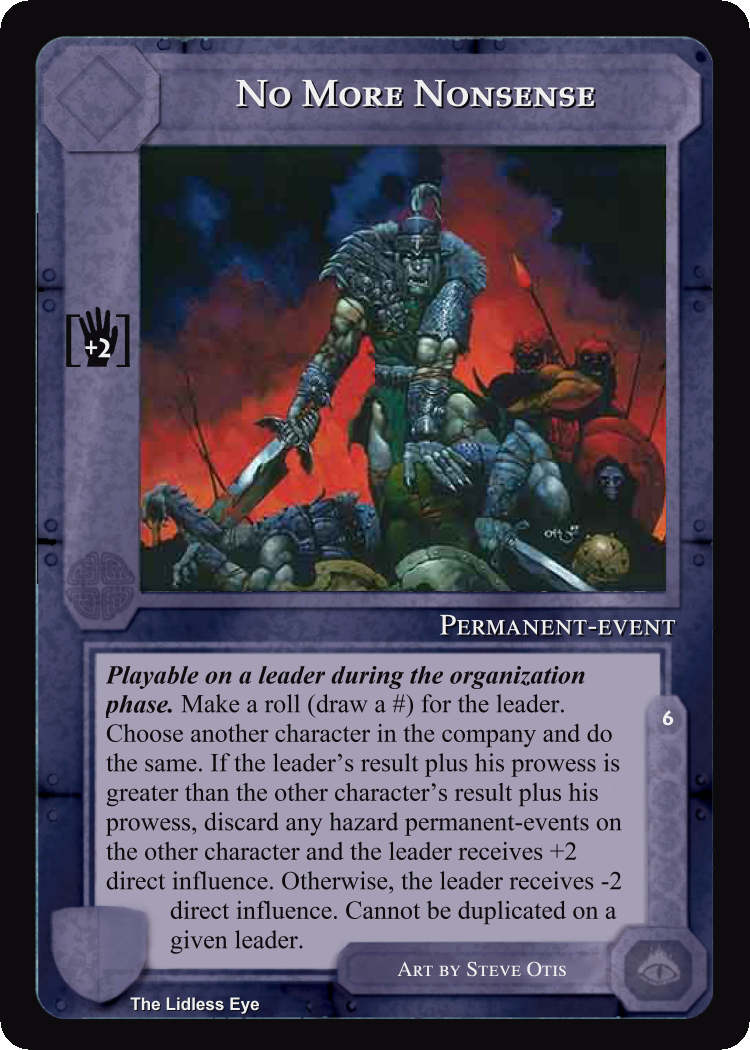 No More Nonsense
[+2]
Otis
Permanent-event
Playable on a leader during the organization
phase. Make a roll (draw a #) for the leader.
Choose another character in the company and do
the same. If the leader’s result plus his prowess is
greater than the other character’s result plus his
prowess, discard any hazard permanent-events on
the other character and the leader receives +2
direct influence. Otherwise, the leader receives -2
direct influence. Cannot be duplicated on a
given leader.
6
Art by Steve Otis
The Lidless Eye